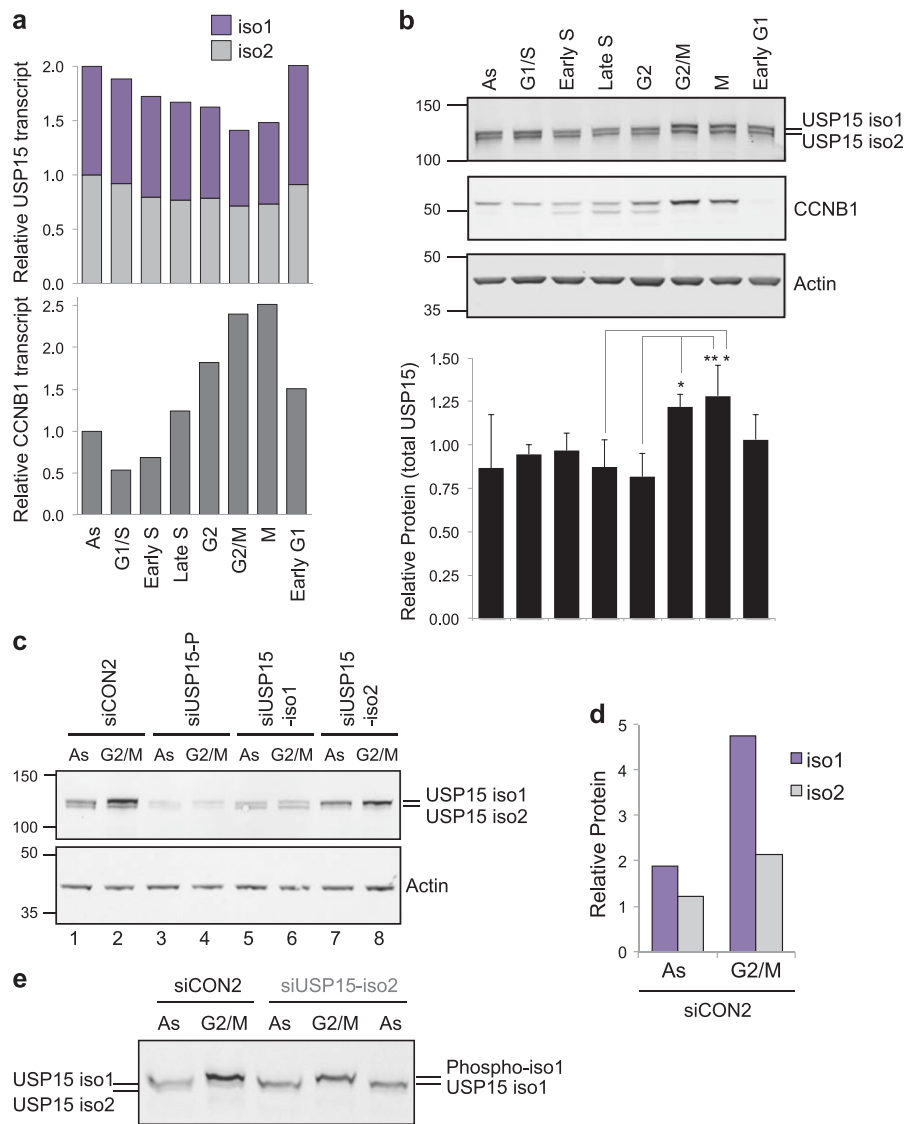 a
iso1
iso2
Relative USP15 transcript
2.0
1.5
1.0
0.5
0.0
Relative CCNB1 transcript
2.5
2.0
1.5
1.0
0.5
0.0
As
G1/S
Early S
Late S
G2
G2/M
M
Early G1
b
As
G1/S
Early S
Late S
G2
G2/M
M
Early G1
150
100
USP15 iso1
USP15 iso2
50
CCNB1
50
35
Actin
Relative Protein (total USP15)
1.50
1.25
1.00
0.75
0.50
0.25
0.00
*
** *
c
siCON2
siUSP15-P
siUSP15
-iso1
siUSP15
-iso2
As G2/M As G2/M As G2/M As G2/M
150
100
USP15 iso1
USP15 iso2
50
35
Actin
1 2 3 4 5 6 7 8
d
Relative Protein
5
4
3
2
1
0
iso1
iso2
As G2/M
siCON2
e
siCON2 siUSP15-iso2
As G2/M As G2/M As
USP15 iso1
USP15 iso2
Phospho-iso1
USP15 iso1